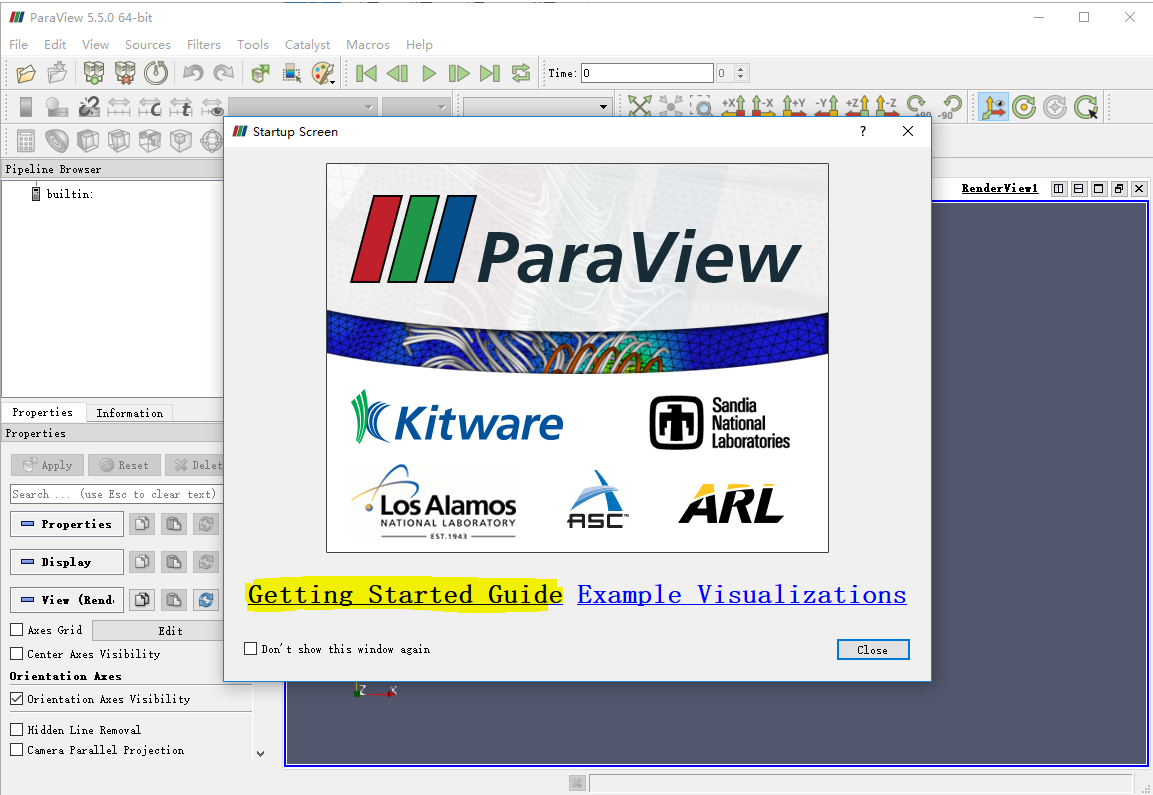 ParaView 5.5.0 64-bit
File Edit View Sources Filters Tools Catalyst Macros Help
Time: 0 0
+X -X +Y -Y +Z -Z +90 -90
Startup Screen ?
Pipeline Browser
builtin:
RenderView1
ParaView
Kitware
Sandia
National
Laboratories
Los Alamos
NATIONAL LABORATORY
EST.1943
ASC™
ARL
Properties Information
Properties
Apply Reset Delet
Search ... (use Esc to clear text)
Properties
Display
View (Rend
Getting Started Guide Example Visualizations
Axes Grid Edit
Don't show this window again Close
Center Axes Visibility
Orientation Axes
Orientation Axes Visibility
Z X
Hidden Line Removal
Camera Parallel Projection